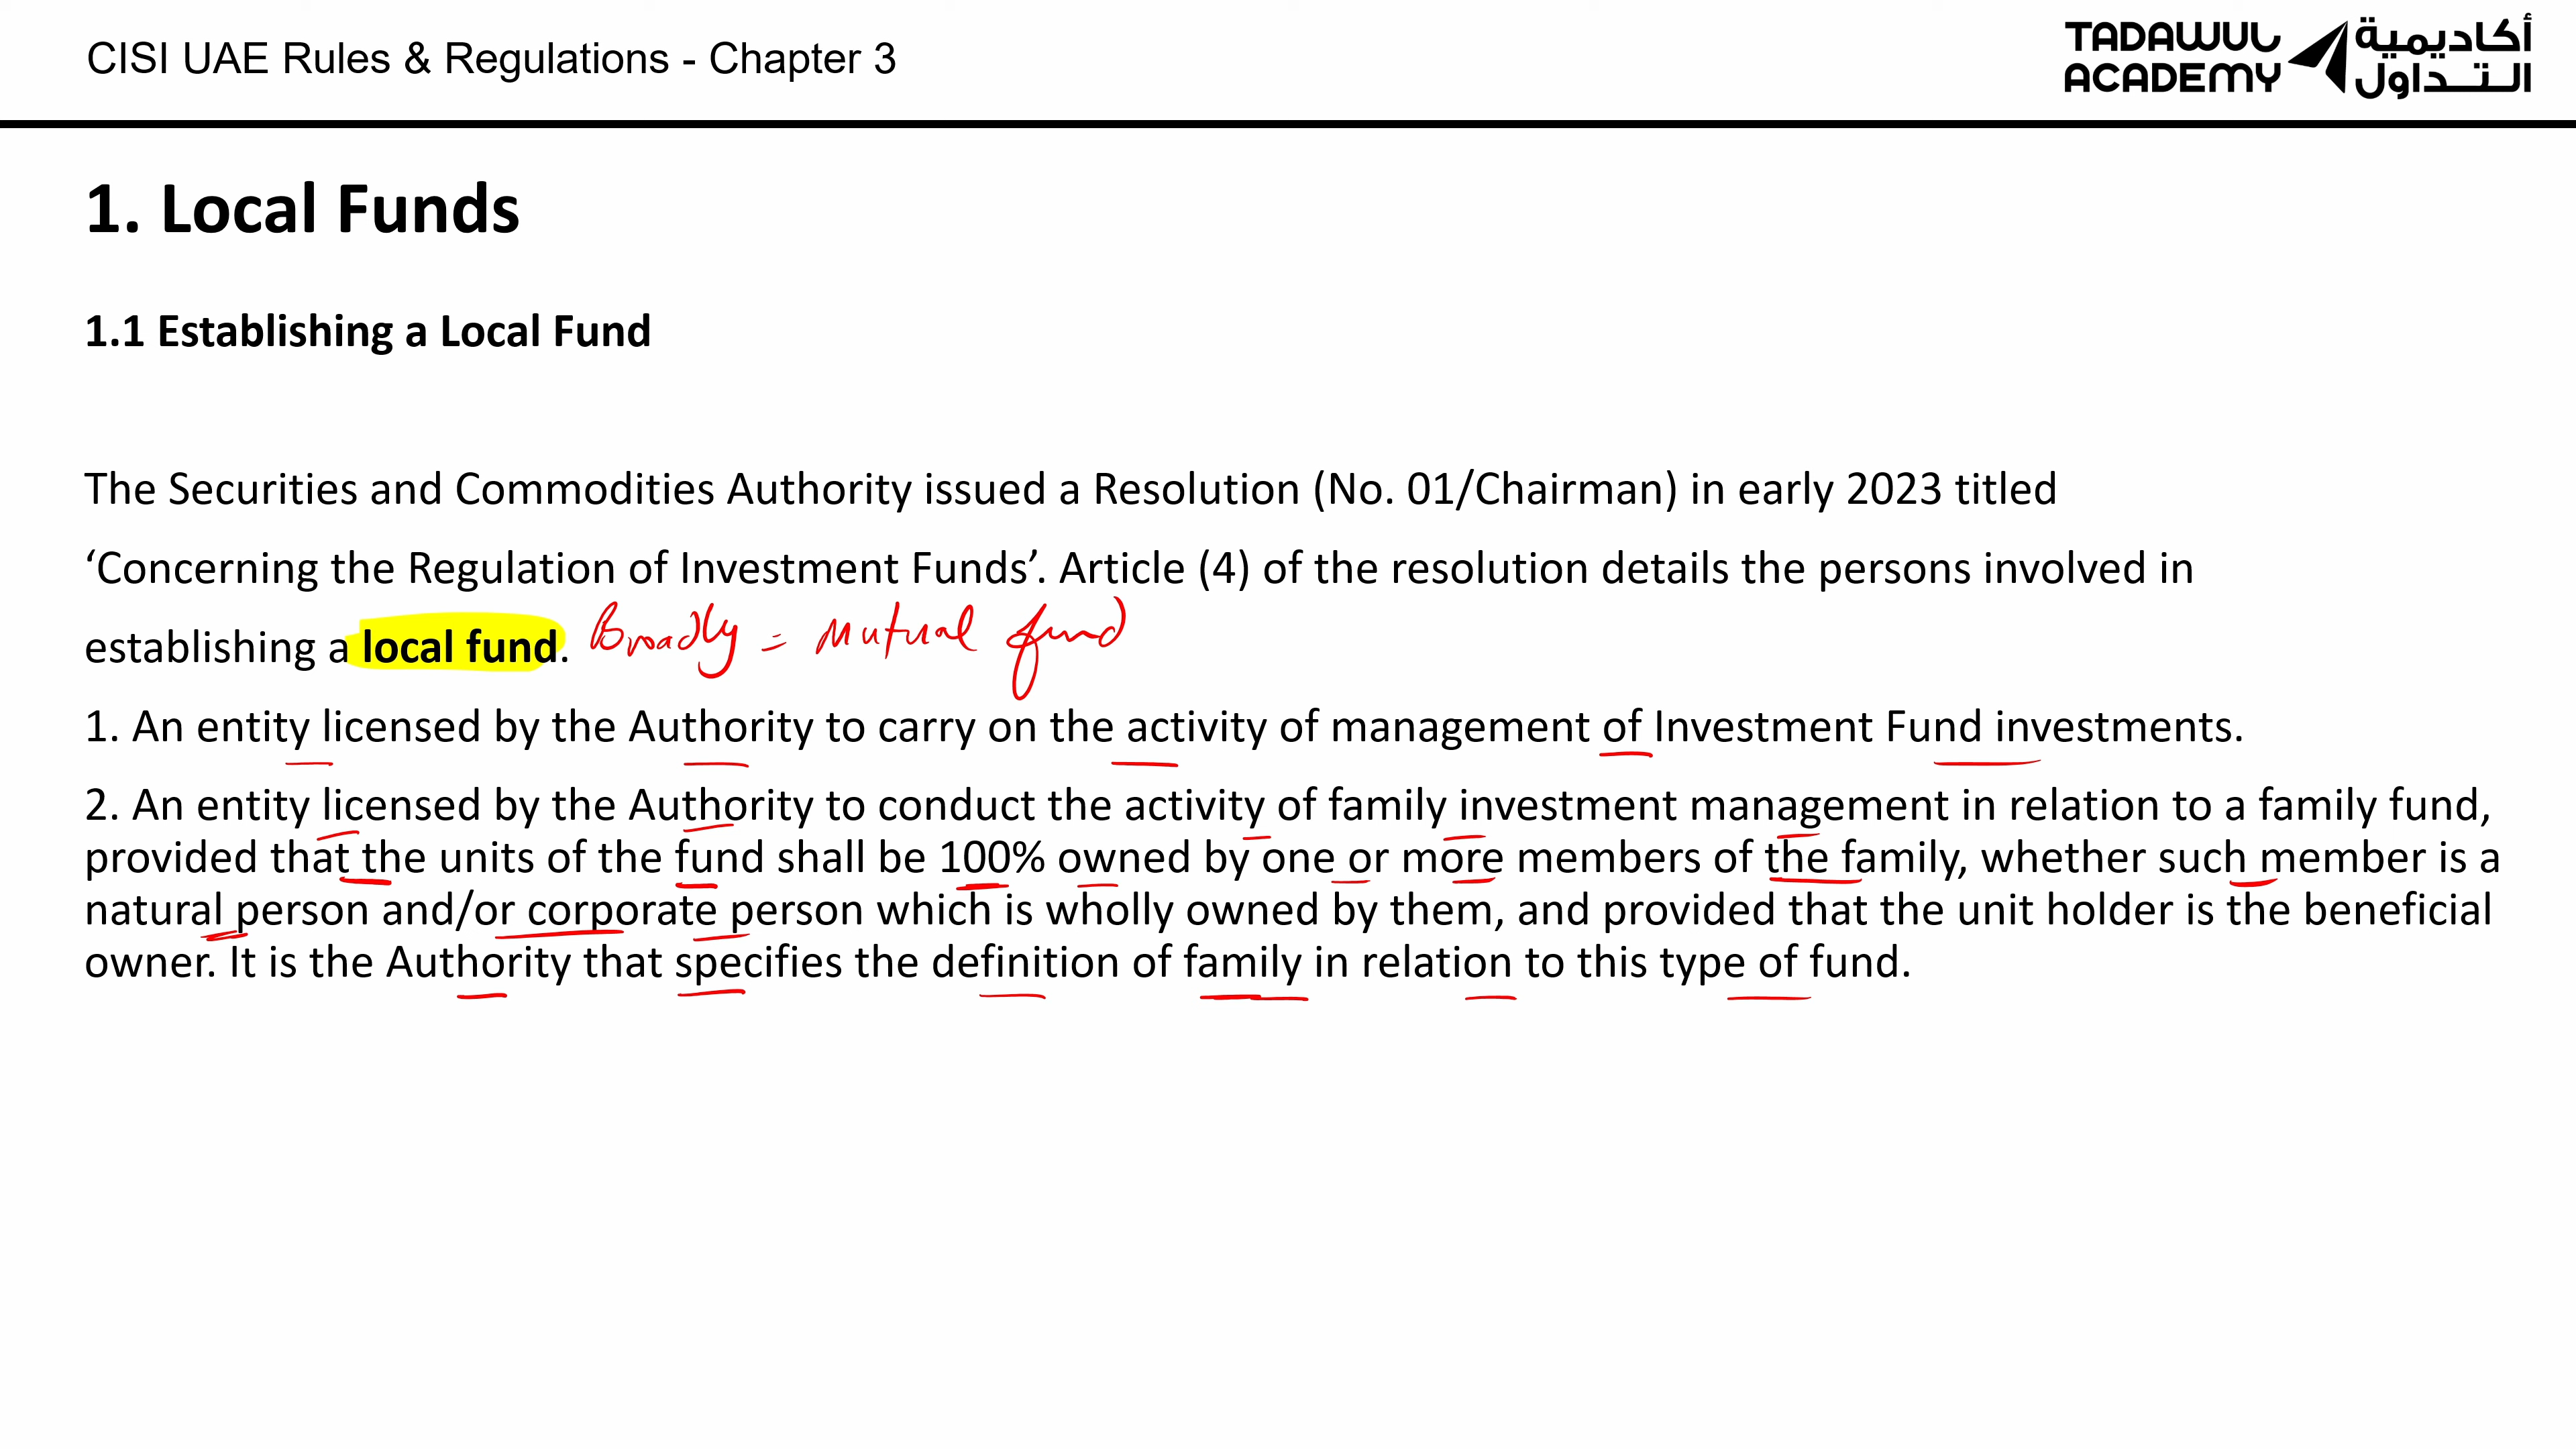 CISI UAE Rules & Regulations - Chapter 3
TADAWUL
ACADEMY
أكاديمية
التداول
1. Local Funds
1.1 Establishing a Local Fund
The Securities and Commodities Authority issued a Resolution (No. 01/Chairman) in early 2023 titled
‘Concerning the Regulation of Investment Funds’. Article (4) of the resolution details the persons involved in
establishing a local fund. Broadly = Mutual fund
1. An entity licensed by the Authority to carry on the activity of management of Investment Fund investments.
2. An entity licensed by the Authority to conduct the activity of family investment management in relation to a family fund,
provided that the units of the fund shall be 100% owned by one or more members of the family, whether such member is a
natural person and/or corporate person which is wholly owned by them, and provided that the unit holder is the beneficial
owner. It is the Authority that specifies the definition of family in relation to this type of fund.